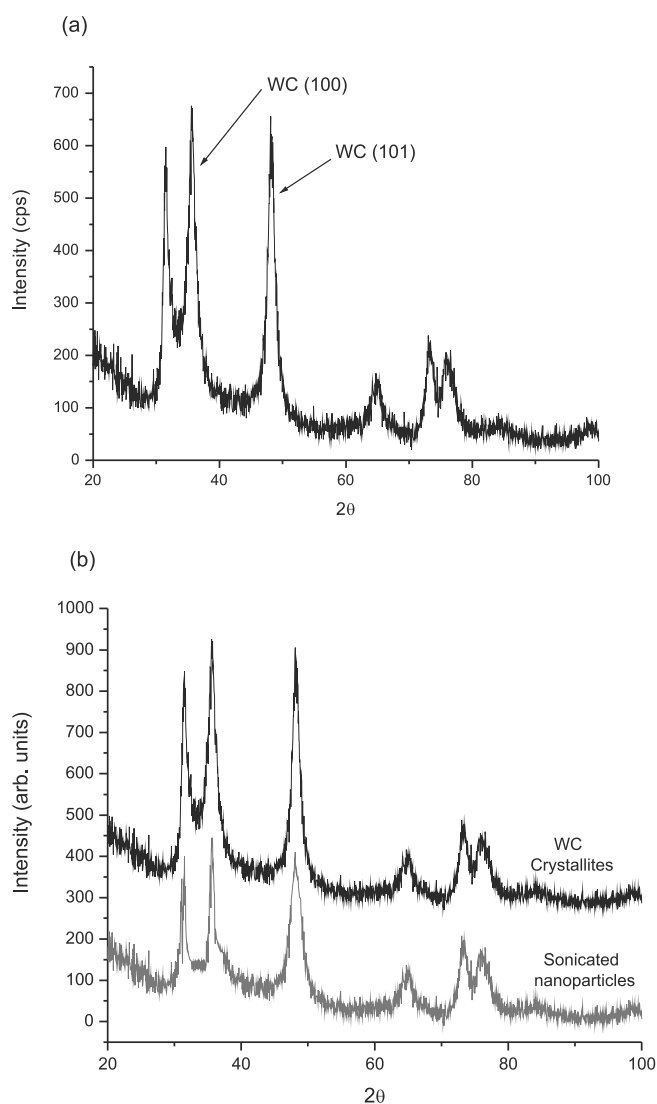 (a)
WC (100)
WC (101)
700
600
500
400
300
200
100
0
Intensity (cps)
20
40
60
80
100
2θ
(b)
1000
900
800
700
600
500
400
300
200
100
0
Intensity (arb. units)
WC
Crystallites
Sonicated
nanoparticles
20
40
60
80
100
2θ